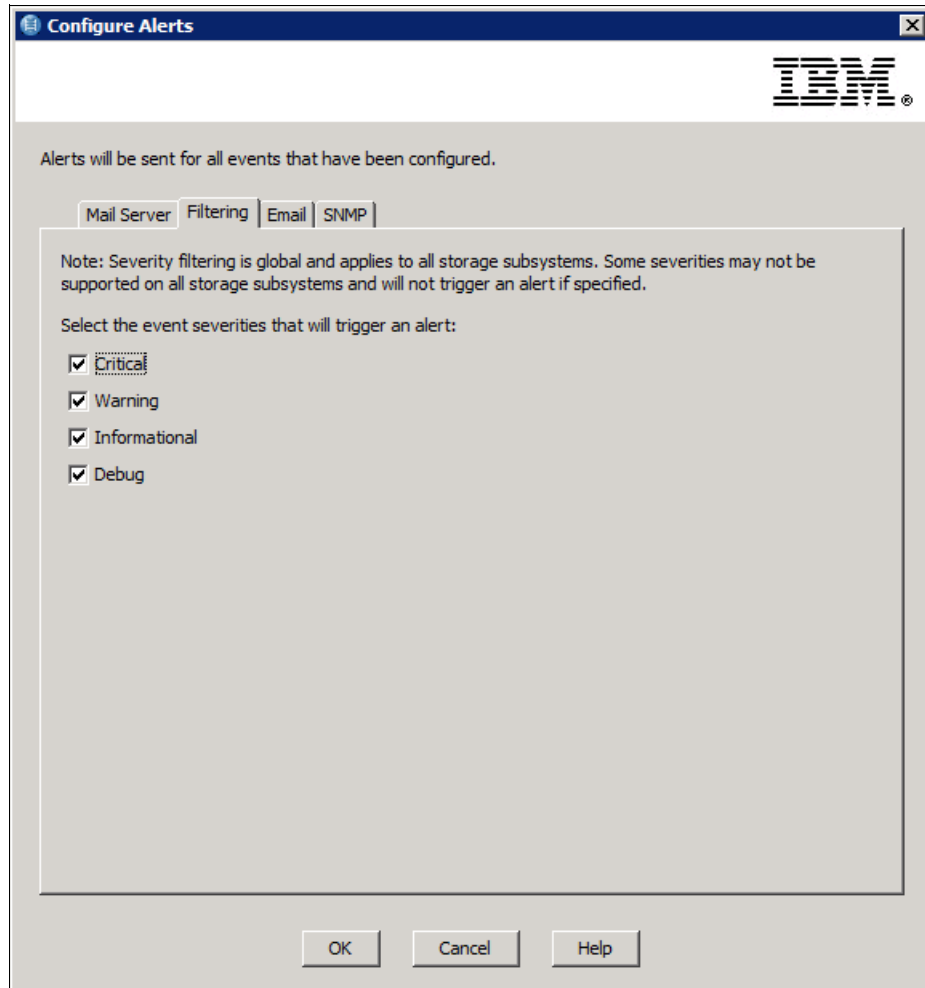 Configure Alerts
IBM®
Alerts will be sent for all events that have been configured.
Mail Server Filtering Email SNMP
Note: Severity filtering is global and applies to all storage subsystems. Some severities may not be
supported on all storage subsystems and will not trigger an alert if specified.
Select the event severities that will trigger an alert:
Critical
Warning
Informational
Debug
OK Cancel Help